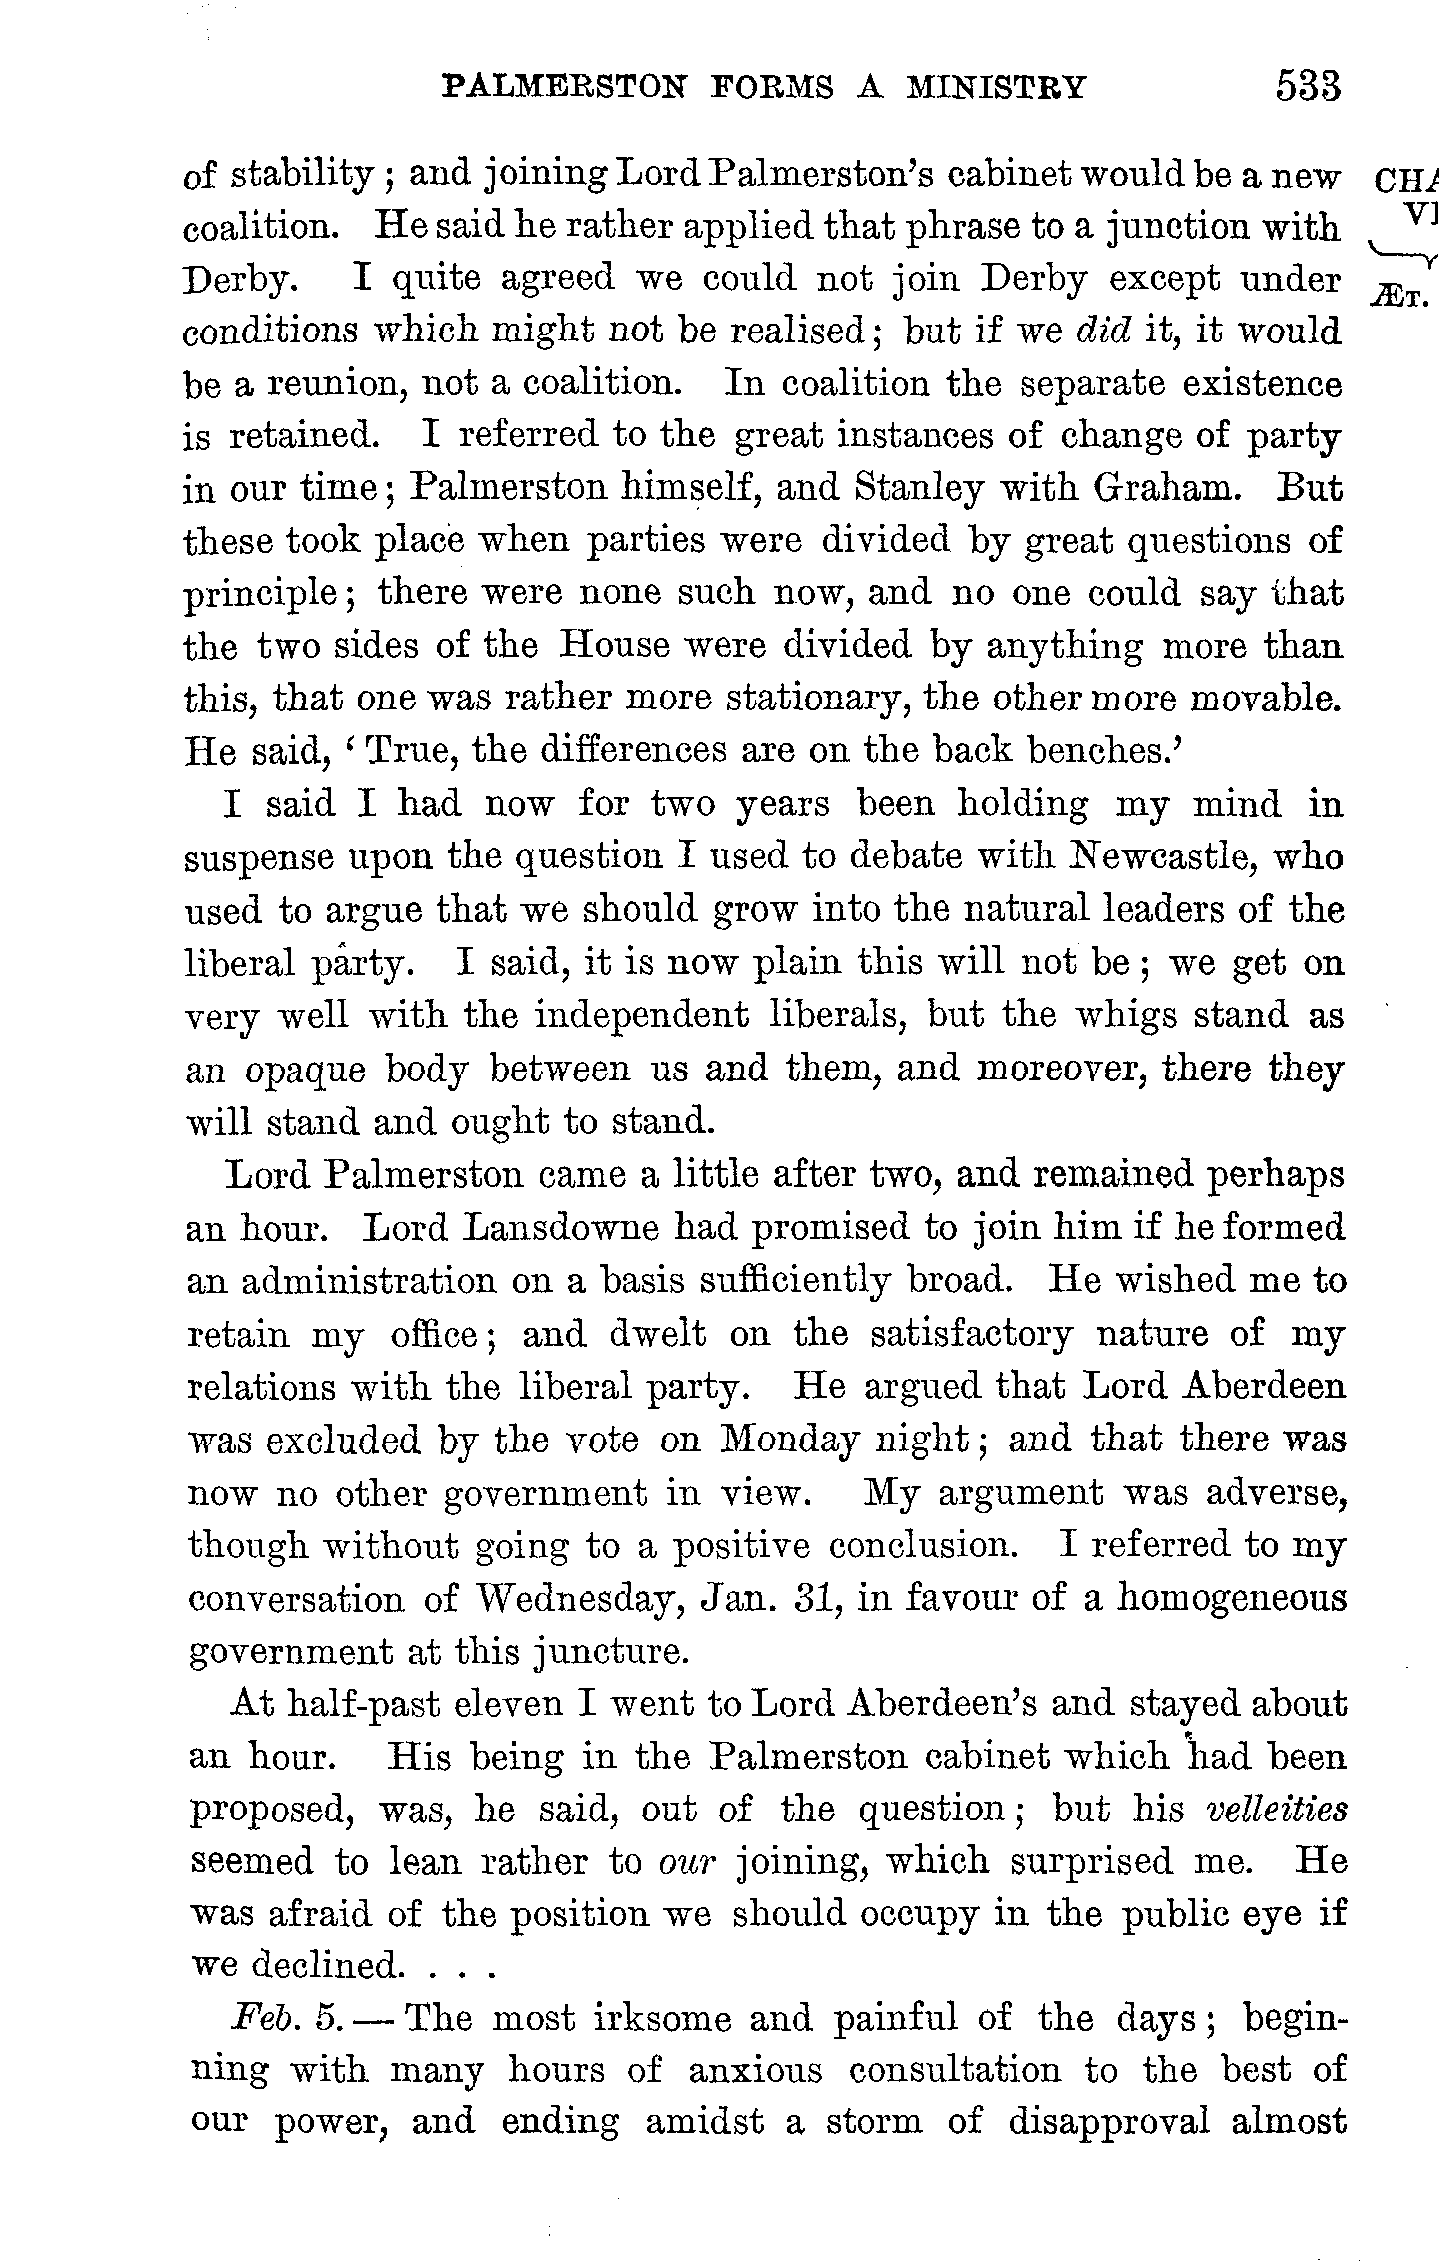 PALMERSTON FORMS A MINISTRY 533
of stability; and joining Lord Palmerston's cabinet would be a new
coalition. He said he rather applied that phrase to a junction with
Derby. I quite agreed we could not join Derby except under
conditions which might not be realised; but if we did it, it would
be a reunion, not a coalition. In coalition the separate existence
is retained. I referred to the great instances of change of party
in our time; Palmerston himself, and Stanley with Graham. But
these took place when parties were divided by great questions of
principle; there were none such now, and no one could say that
the two sides of the House were divided by anything more than
this, that one was rather more stationary, the other more movable.
He said, ‘True, the differences are on the back benches.’
I said I had now for two years been holding my mind in
suspense upon the question I used to debate with Newcastle, who
used to argue that we should grow into the natural leaders of the
liberal party. I said, it is now plain this will not be; we get on
very well with the independent liberals, but the whigs stand as
an opaque body between us and them, and moreover, there they
will stand and ought to stand.
Lord Palmerston came a little after two, and remained perhaps
an hour. Lord Lansdowne had promised to join him if he formed
an administration on a basis sufficiently broad. He wished me to
retain my office; and dwelt on the satisfactory nature of my
relations with the liberal party. He argued that Lord Aberdeen
was excluded by the vote on Monday night; and that there was
now no other government in view. My argument was adverse,
though without going to a positive conclusion. I referred to my
conversation of Wednesday, Jan. 31, in favour of a homogeneous
government at this juncture.
At half-past eleven I went to Lord Aberdeen's and stayed about
an hour. His being in the Palmerston cabinet which had been
proposed, was, he said, out of the question; but his velleities
seemed to lean rather to our joining, which surprised me. He
was afraid of the position we should occupy in the public eye if
we declined. . . .
Feb. 5.—The most irksome and painful of the days; begin-
ning with many hours of anxious consultation to the best of
our power, and ending amidst a storm of disapproval almost
ÆT.